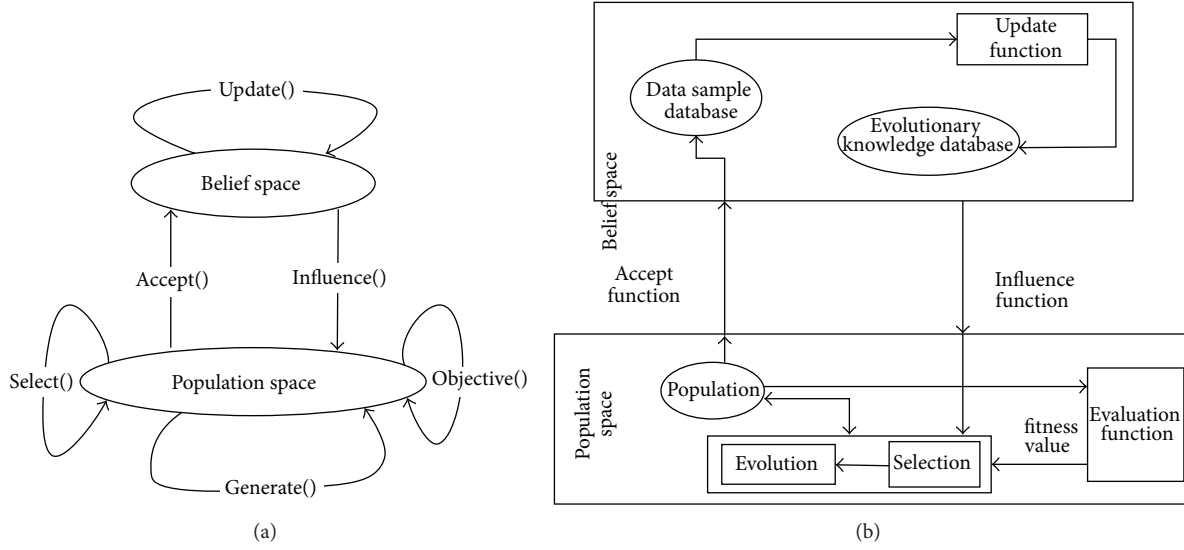 Update()
Belief space
Accept()
Influence()
Select()
Population space
Objective()
Generate()
(a)
Update
function
Data sample
database
Evolutionary
knowledge database
Belief space
Accept
function
Influence
function
Population
space
Population
Evaluation
function
fitness
value
Evolution
Selection
(b)